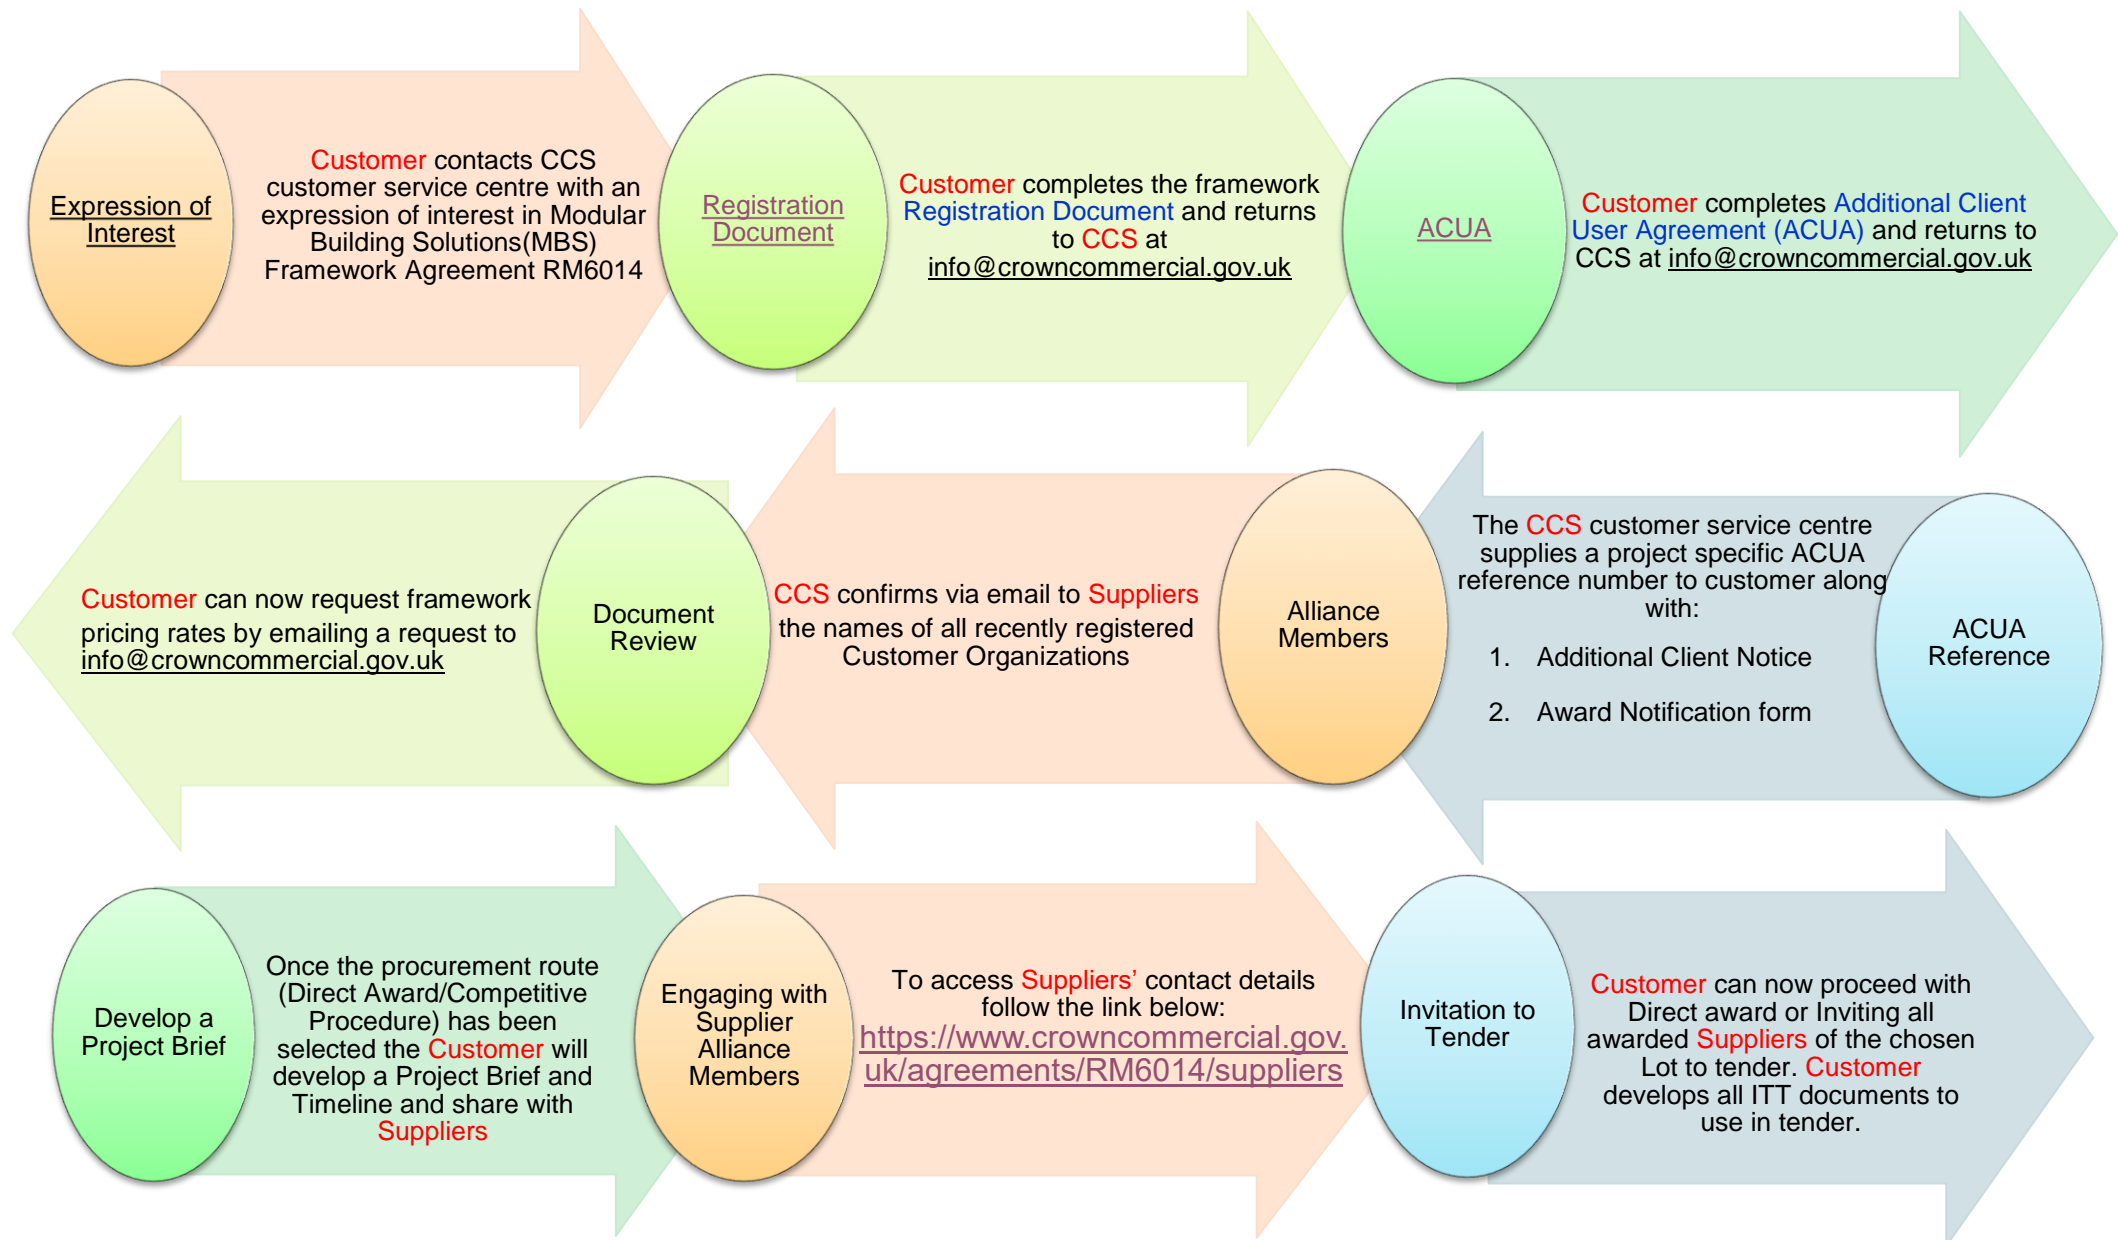 Expression of
Interest
Customer contacts CCS
customer service centre with an
expression of interest in Modular
Building Solutions(MBS)
Framework Agreement RM6014
Registration
Document
Customer completes the framework
Registration Document and returns
to CCS at
info@crowncommercial.gov.uk
ACUA
Customer completes Additional Client
User Agreement (ACUA) and returns to
CCS at info@crowncommercial.gov.uk
ACUA
Reference
The CCS customer service centre
supplies a project specific ACUA
reference number to customer along
with:
1. Additional Client Notice
2. Award Notification form
Alliance
Members
CCS confirms via email to Suppliers
the names of all recently registered
Customer Organizations
Document
Review
Customer can now request framework
pricing rates by emailing a request to
info@crowncommercial.gov.uk
Develop a
Project Brief
Once the procurement route
(Direct Award/Competitive
Procedure) has been
selected the Customer will
develop a Project Brief and
Timeline and share with
Suppliers
Engaging with
Supplier
Alliance
Members
To access Suppliers’ contact details
follow the link below:
https://www.crowncommercial.gov.
uk/agreements/RM6014/suppliers
Invitation to
Tender
Customer can now proceed with
Direct award or Inviting all
awarded Suppliers of the chosen
Lot to tender. Customer
develops all ITT documents to
use in tender.